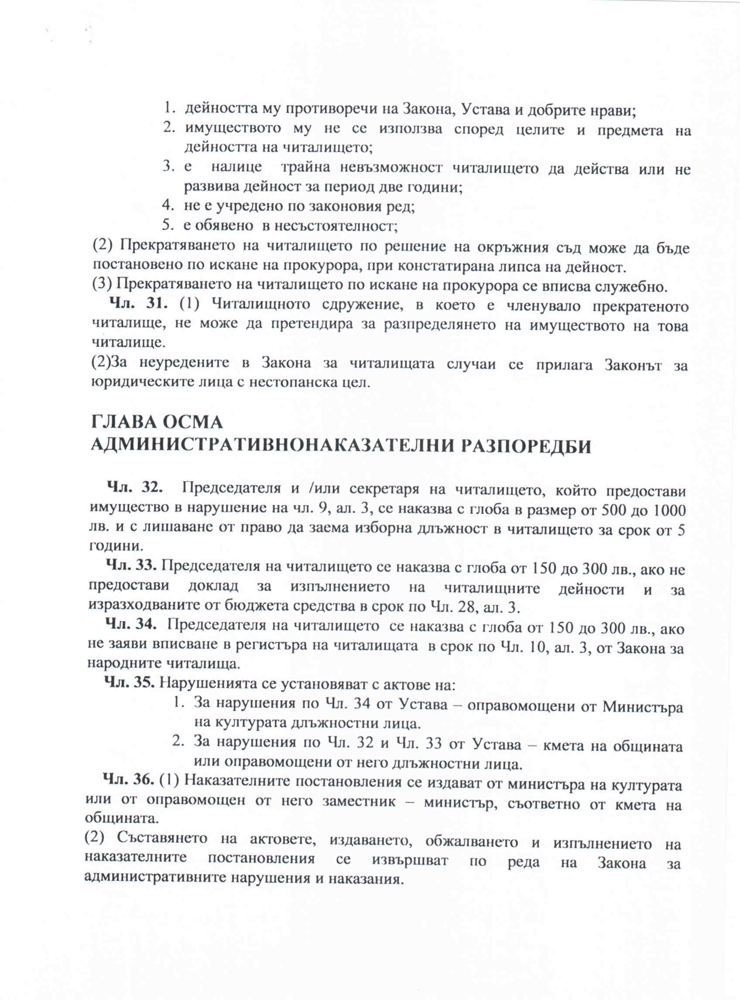 1. дейността му противоречи на Закона, Устава и добрите нрави;
2. имуществото му не се използва според целите и предмета на
дейността на читалището;
3. е налице трайна невъзможност читалището да действа или не
развива дейност за период две години;
4. не е учредено по законовия ред;
5. е обявено в несъстоятелност;
(2) Прекратяването на читалището по решение на окръжния съд може да бъде
постановено по искане на прокурора, при констатирана липса на дейност.
(3) Прекратяването на читалището по искане на прокурора се вписва служебно.
Чл. 31. (1) Читалищното сдружение, в което е членувало прекратеното
читалище, не може да претендира за разпределянето на имуществото на това
читалище.
(2)За неуредените в Закона за читалищата случаи се прилага Законът за
юридическите лица с нестопанска цел.
ГЛАВА ОСМА
АДМИНИСТРАТИВНОНАКАЗАТЕЛНИ РАЗПОРЕДБИ
Чл. 32. Председателя и /или секретаря на читалището, който предостави
имущество в нарушение на чл. 9, ал. 3, се наказва с глоба в размер от 500 до 1000
лв. и с лишаване от право да заема изборна длъжност в читалището за срок от 5
години.
Чл. 33. Председателя на читалището се наказва с глоба от 150 до 300 лв., ако не
предостави доклад за изпълнението на читалищните дейности и за
изразходваните от бюджета средства в срок по Чл. 28, ал. 3.
Чл. 34. Председателя на читалището се наказва с глоба от 150 до 300 лв., ако
не заяви вписване в регистъра на читалищата в срок по Чл. 10, ал. 3, от Закона за
народните читалища.
Чл. 35. Нарушенията се установяват с актове на:
1. За нарушения по Чл. 34 от Устава – оправомощени от Министъра
на културата длъжностни лица.
2. За нарушения по Чл. 32 и Чл. 33 от Устава – кмета на общината
или оправомощени от него длъжностни лица.
Чл. 36. (1) Наказателните постановления се издават от министъра на културата
или от оправомощен от него заместник – министър, съответно от кмета на
общината.
(2) Съставянето на актовете, издаването, обжалването и изпълнението на
наказателните постановления се извършват по реда на Закона за
административните нарушения и наказания.